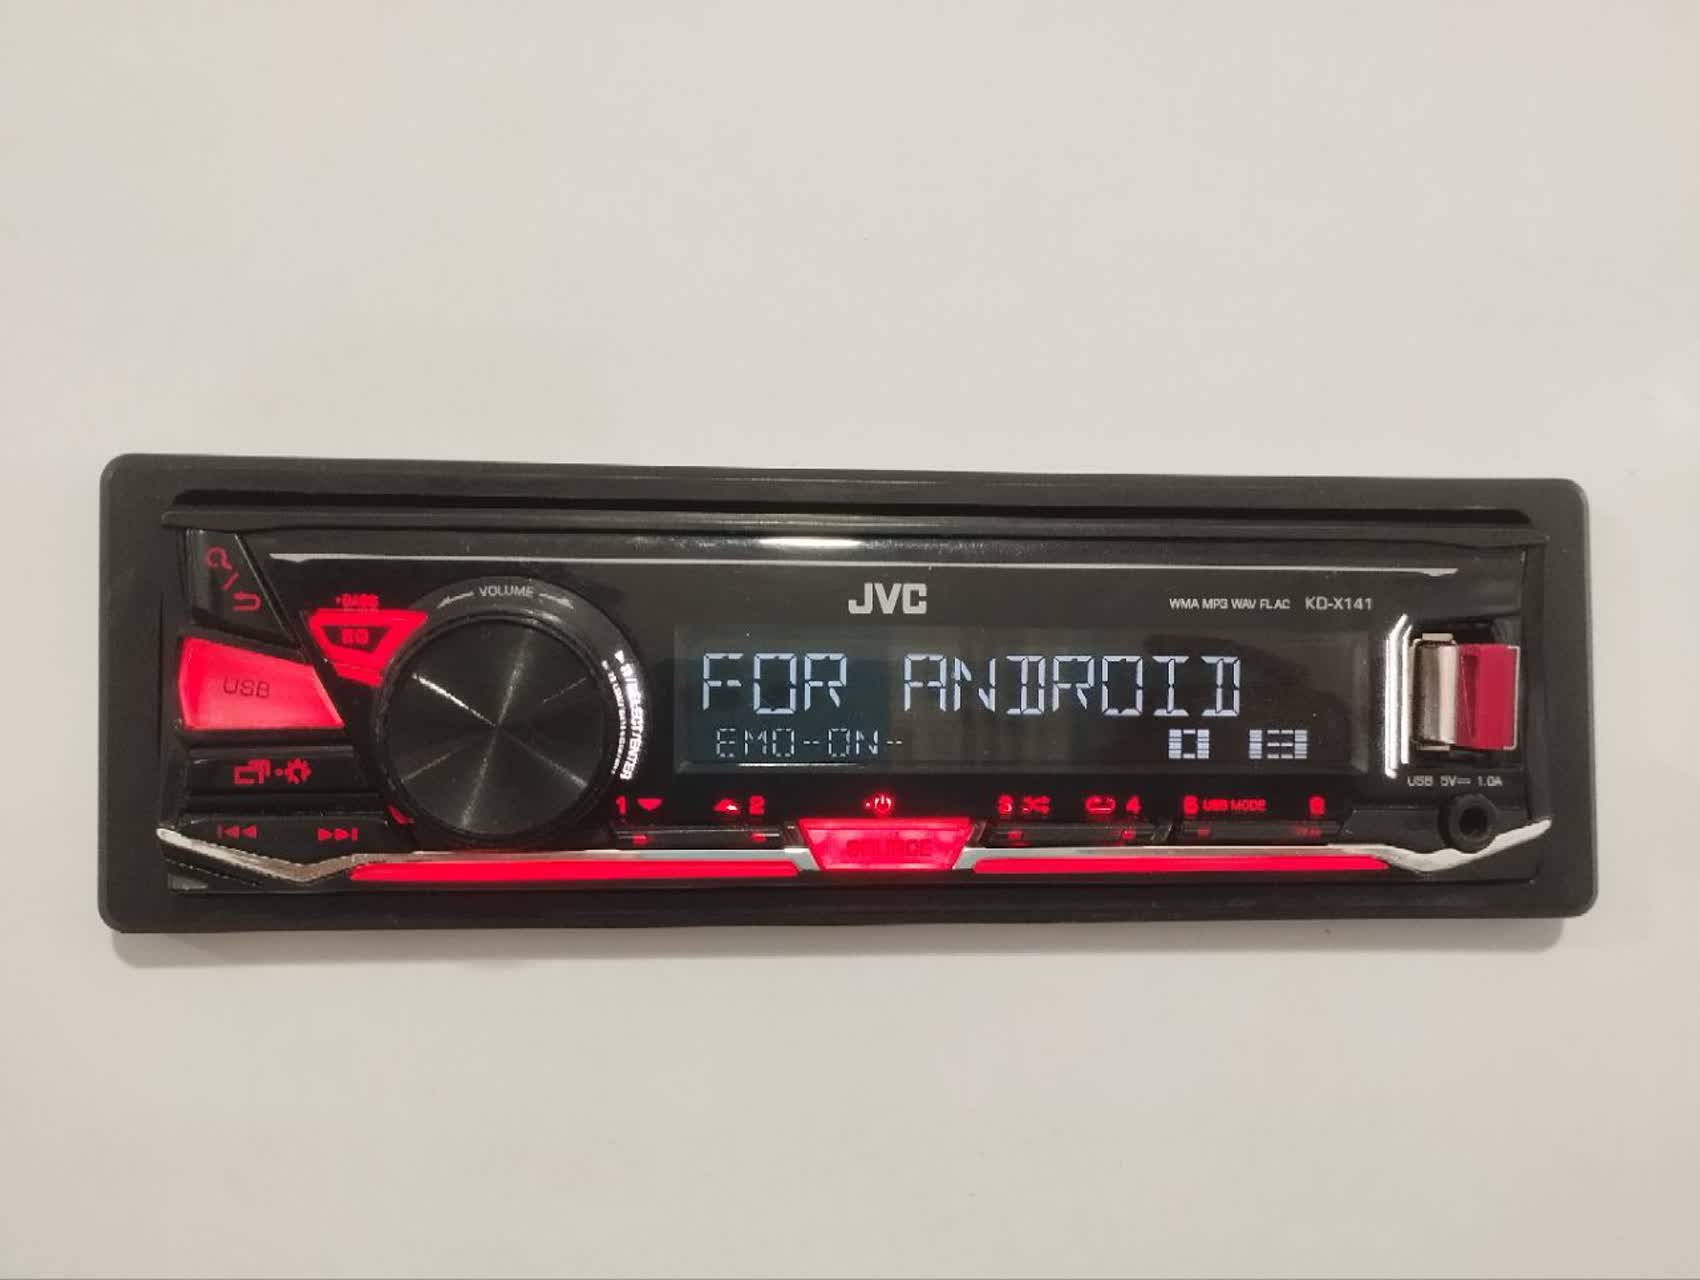 JVC
WMA MP3 WAV FLAC KD-X141
VOLUME
BASS
EQ
USB
FOR ANDROID
EMO-ON-
USB 5V 1.0A
1 2 3 4 5 USB MODE 6
SOURCE